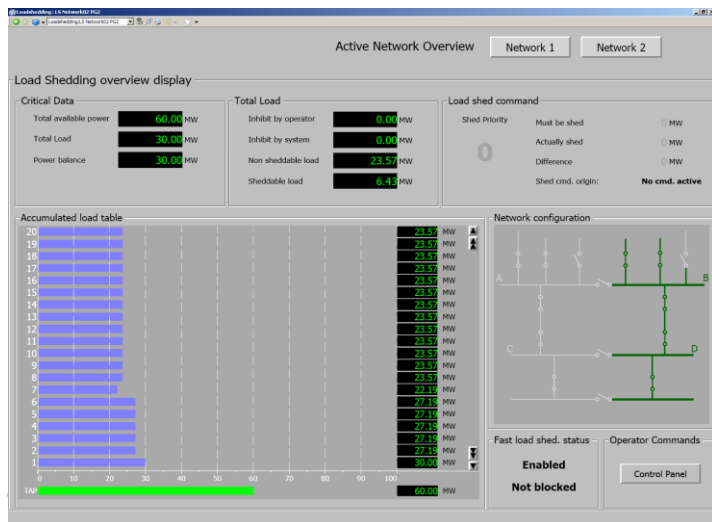 Loadshedding:LS Network02 PG2
Loadshedding:LS Network02 PG2
Active Network Overview
Network 1
Network 2
Load Shedding overview display
Critical Data
Total available power 60.00 MW
Total Load 30.00 MW
Power balance 30.00 MW
Total Load
Inhibit by operator 0.00 MW
Inhibit by system 0.00 MW
Non sheddable load 23.57 MW
Sheddable load 6.43 MW
Load shed command
Shed Priority
0
Must be shed 0 MW
Actually shed 0 MW
Difference 0 MW
Shed cmd. origin: No cmd. active
Accumulated load table
20 23.57 MW
19 23.57 MW
18 23.57 MW
17 23.57 MW
16 23.57 MW
15 23.57 MW
14 23.57 MW
13 23.57 MW
12 23.57 MW
11 23.57 MW
10 23.57 MW
9 23.57 MW
8 23.57 MW
7 22.19 MW
6 27.19 MW
5 27.19 MW
4 27.19 MW
3 27.19 MW
2 27.19 MW
1 30.00 MW
0 10 20 30 40 50 60 70 80 90 100
TAP 60.00 MW
Network configuration
A B
C D
Fast load shed. status
Enabled
Not blocked
Operator Commands
Control Panel